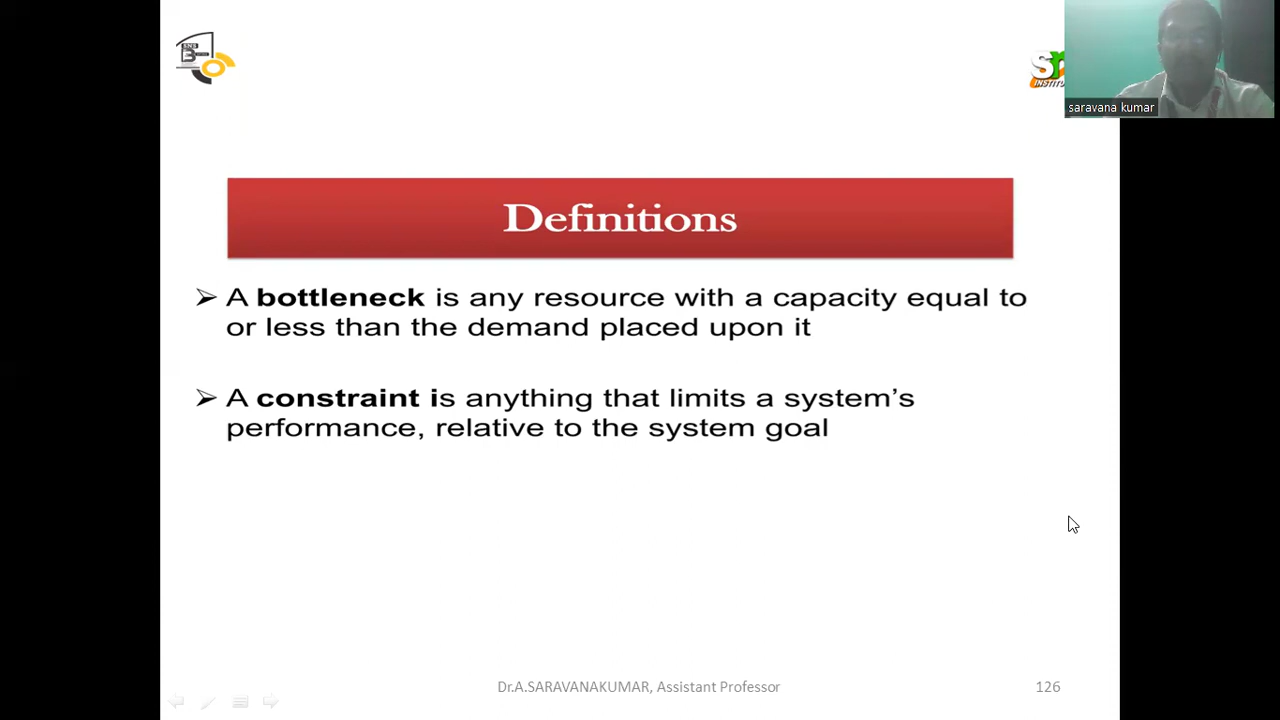 saravana kumar
Definitions
➢ A bottleneck is any resource with a capacity equal to
or less than the demand placed upon it
➢ A constraint is anything that limits a system's
performance, relative to the system goal
Dr.A.SARAVANAKUMAR, Assistant Professor
126